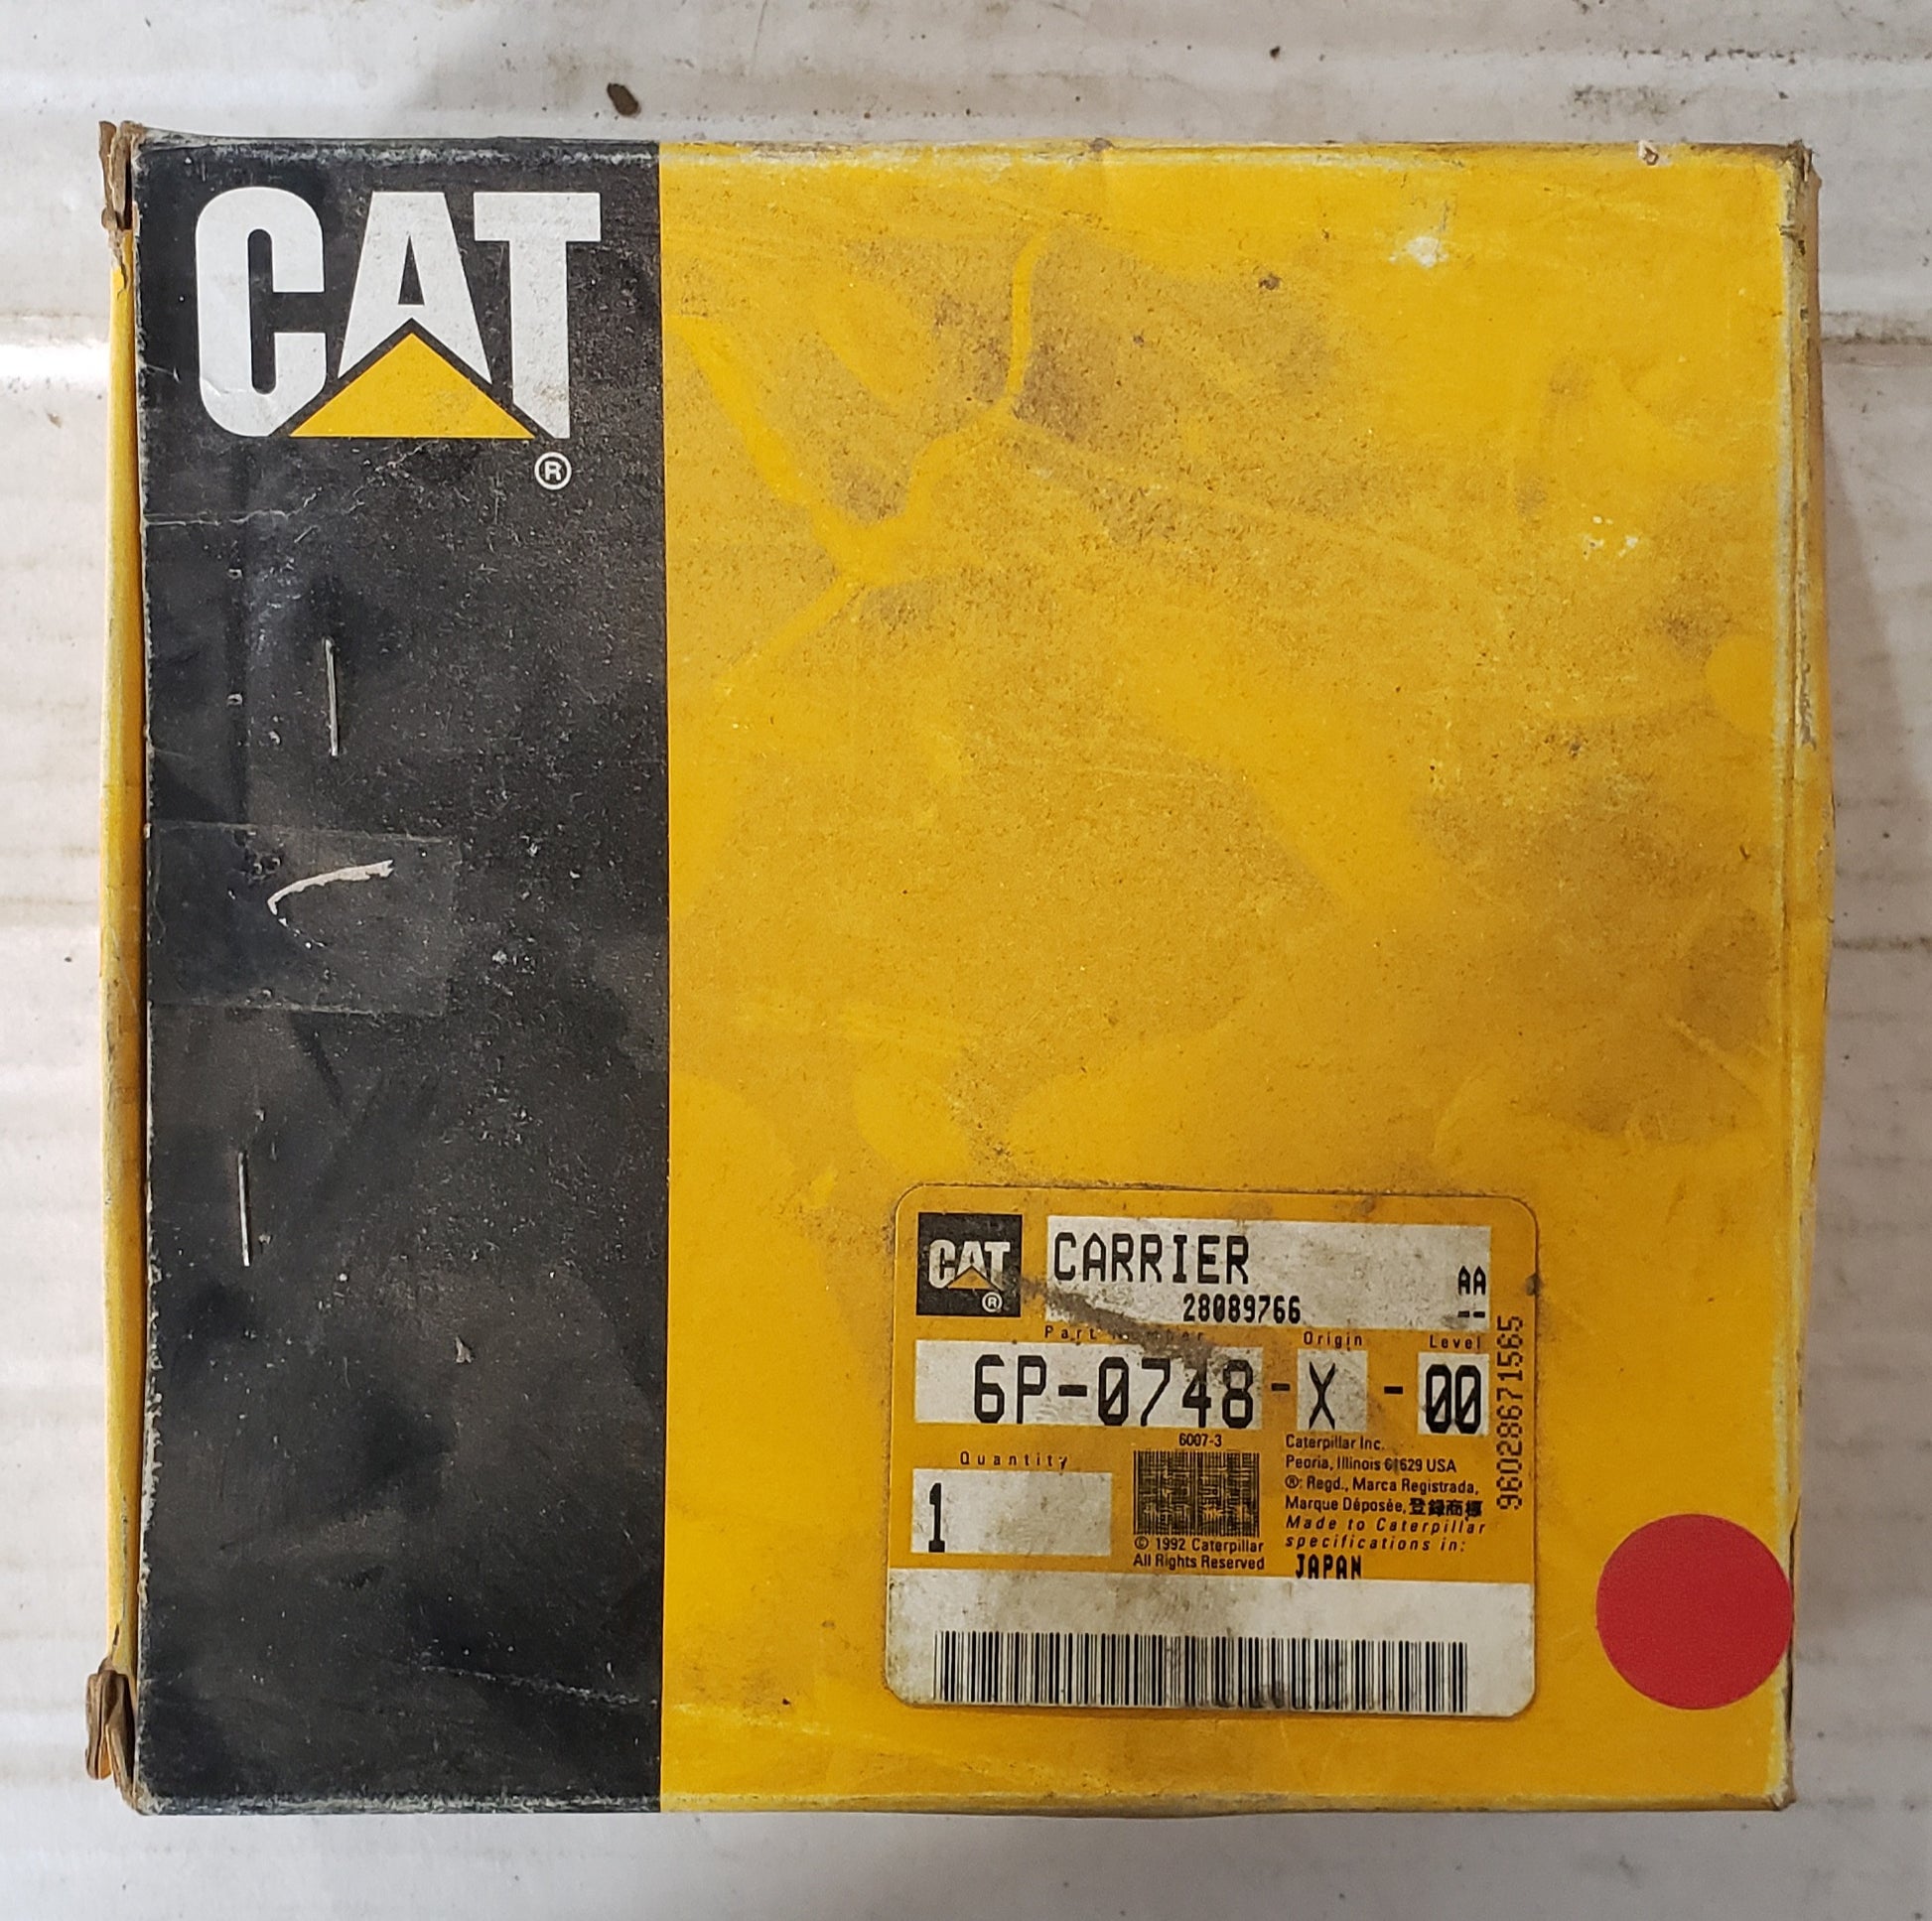 CAT
®
CAT
®
CARRIER
AA
28089766
--
Part Number
Origin
Level
6P-0748-X-00
6007-3
Quantity
1
Caterpillar Inc.
Peoria, Illinois 61629 USA
®: Regd., Marca Registrada,
Marque Déposée, 登録商標
Made to Caterpillar
specifications in:
JAPAN
© 1992 Caterpillar
All Rights Reserved
96028671565